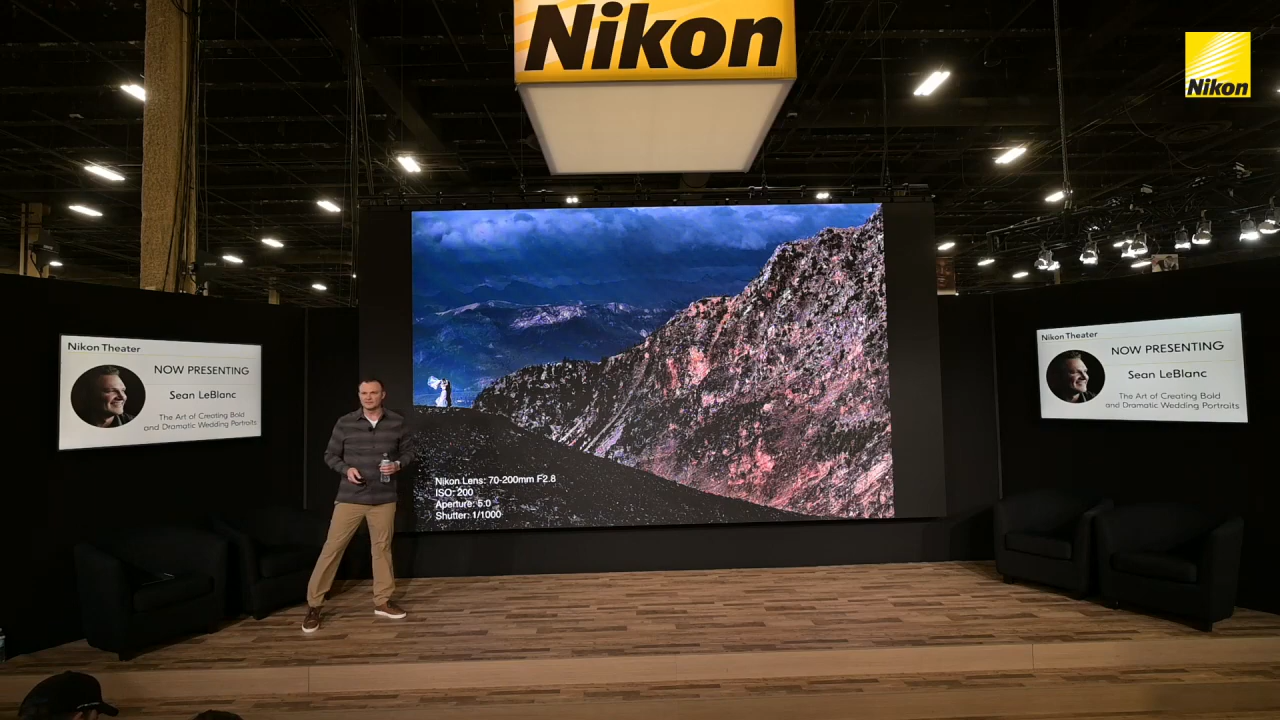 Nikon
Nikon
Nikon Theater
NOW PRESENTING
Sean LeBlanc
The Art of Creating Bold
and Dramatic Wedding Portraits
Nikon Lens: 70-200mm F2.8
ISO: 200
Aperture: 5.0
Shutter: 1/1000
Nikon Theater
NOW PRESENTING
Sean LeBlanc
The Art of Creating Bold
and Dramatic Wedding Portraits